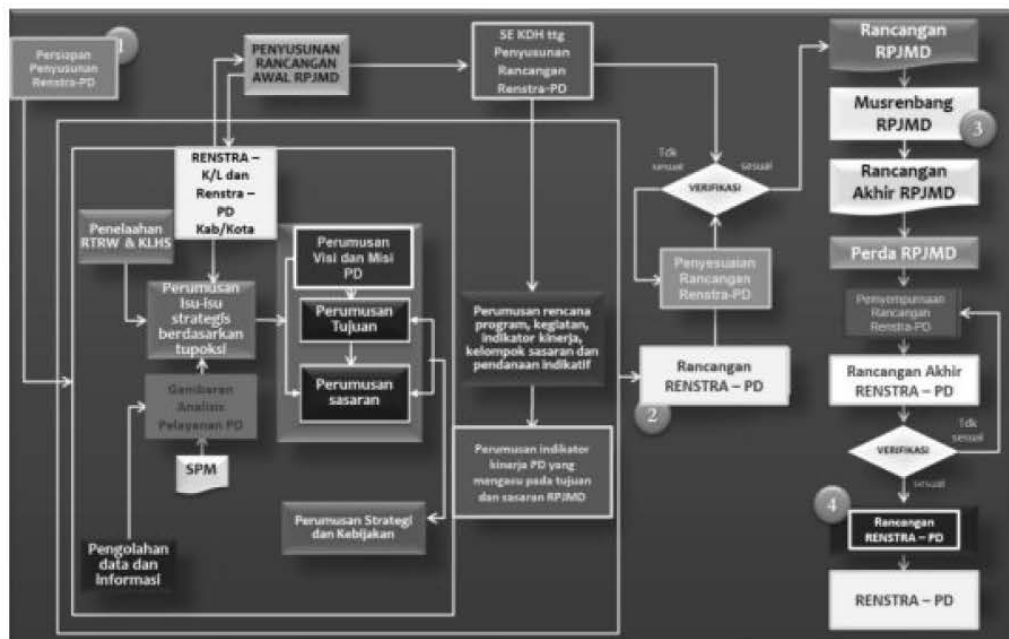 1
Persiapan
Penyusunan
Renstra-PD
PENYUSUNAN
RANCANGAN
AWAL RPJMD
SE KDH ttg
Penyusunan
Rancangan
Renstra-PD
Rancangan
RPJMD
Musrenbang
RPJMD
3
Rancangan
Akhir RPJMD
Perda RPJMD
Penyempurnaan
Rancangan
Renstra-PD
Rancangan Akhir
RENSTRA – PD
Tdk
sesuai
VERIFIKASI
sesuai
4
Rancangan
RENSTRA – PD
RENSTRA – PD
Tdk
sesuai
sesuai
VERIFIKASI
Penyesuaian
Rancangan
Renstra-PD
Rancangan
RENSTRA – PD
2
RENSTRA –
K/L dan
Renstra –
PD
Kab/Kota
Penelaahan
RTRW & KLHS
Perumusan
Isu-isu
strategis
berdasarkan
tupoksi
Gambaran
Analisis
Pelayanan PD
SPM
Pengolahan
data dan
informasi
Perumusan
Visi dan Misi
PD
Perumusan
Tujuan
Perumusan
sasaran
Perumusan Strategi
dan Kebijakan
Perumusan rencana
program, kegiatan,
indikator kinerja,
kelompok sasaran dan
pendanaan indikatif
Perumusan indikator
kinerja PD yang
mengasu pada tujuan
dan sasaran RPJMD